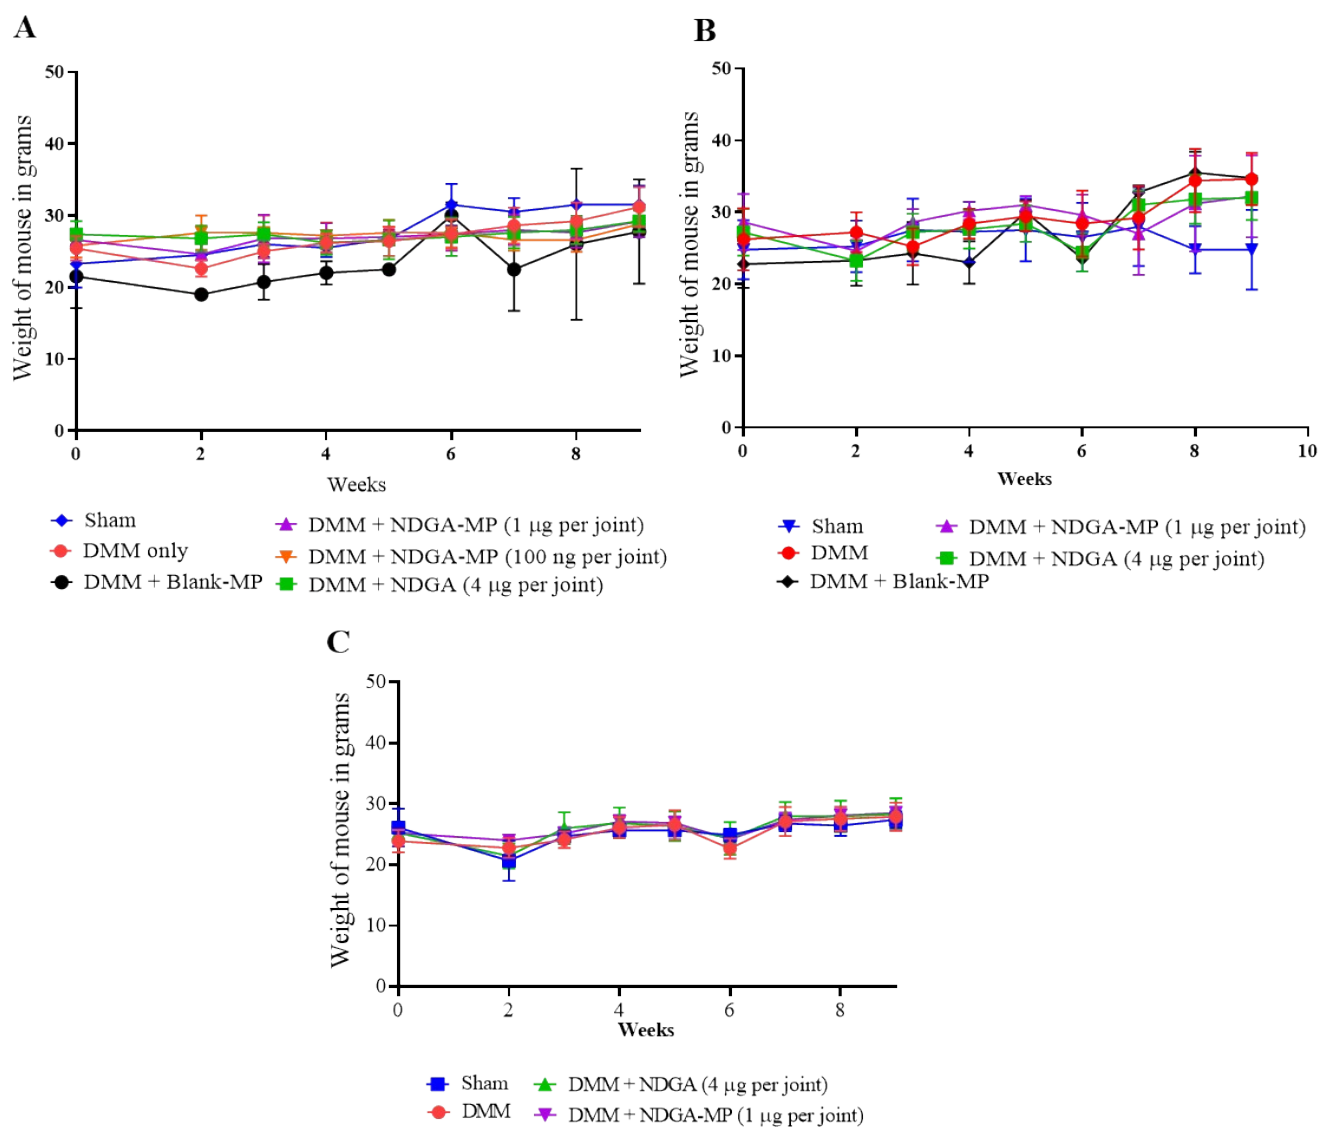 A
Weight of mouse in grams
50
40
30
20
10
0
0 2 4 6 8
Weeks
Sham
DMM only
DMM + Blank-MP
DMM + NDGA-MP (1 μg per joint)
DMM + NDGA-MP (100 ng per joint)
DMM + NDGA (4 μg per joint)
B
Weight of mouse in grams
50
40
30
20
10
0
0 2 4 6 8 10
Weeks
Sham
DMM
DMM + Blank-MP
DMM + NDGA-MP (1 μg per joint)
DMM + NDGA (4 μg per joint)
C
Weight of mouse in grams
50
40
30
20
10
0
0 2 4 6 8
Weeks
Sham
DMM
DMM + NDGA (4 μg per joint)
DMM + NDGA-MP (1 μg per joint)